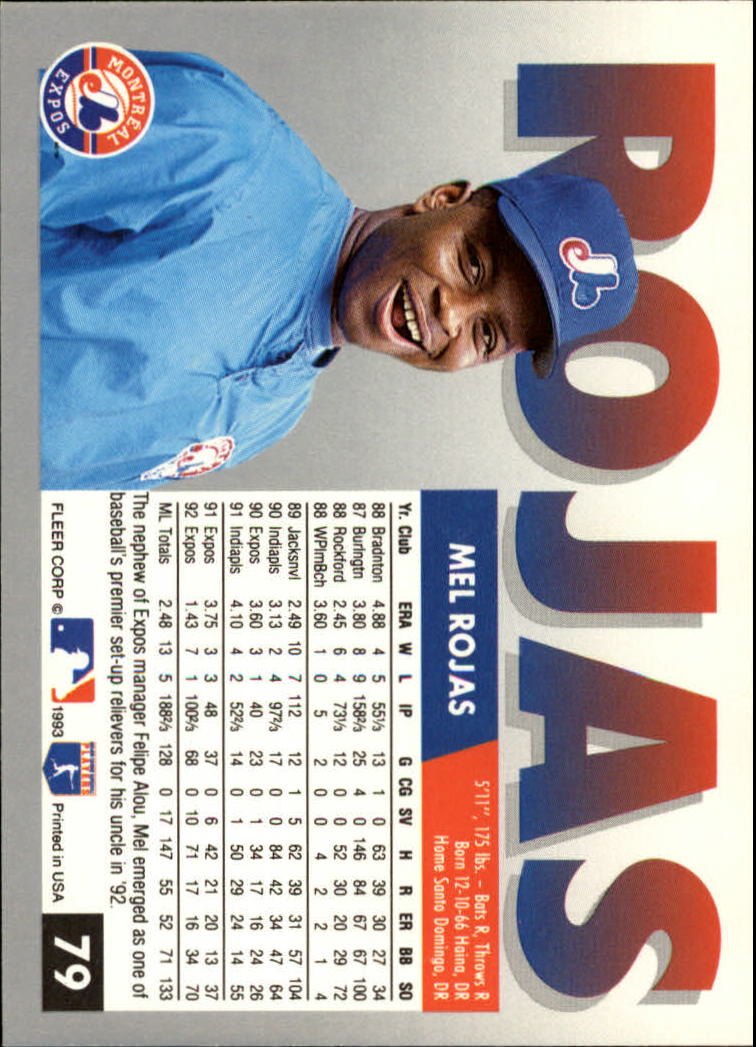 ROJAS
MONTREAL
EXPOS
MEL ROJAS
5'11", 175 lbs. – Bats R, Throws R
Born 12-10-66 Haina, DR
Home Santo Domingo, DR
Yr. Club ERA W L IP G CG SV H R ER BB SO
88 Bradnton 4.88 4 5 55⅓ 13 1 0 63 39 30 27 34
87 Burlngtn 3.80 8 9 158⅔ 25 4 0 146 84 67 67 100
88 Rockford 2.45 6 4 73⅓ 12 0 0 52 30 20 29 72
88 WPlmBch 3.60 1 0 5 2 0 0 4 2 2 1 4
89 Jacksnvl 2.49 10 7 112 12 1 5 62 39 31 57 104
90 Indiapls 3.13 2 4 97⅔ 17 0 0 84 42 34 47 64
90 Expos 3.60 3 1 40 23 0 1 34 17 16 24 26
91 Indiapls 4.10 4 2 52⅔ 14 0 1 50 29 24 14 55
91 Expos 3.75 3 3 48 37 0 6 42 21 20 13 37
92 Expos 1.43 7 1 100⅔ 68 0 10 71 17 16 34 70
ML Totals 2.48 13 5 188⅔ 128 0 17 147 55 52 71 133
The nephew of Expos manager Felipe Alou, Mel emerged as one of
baseball's premier set-up relievers for his uncle in '92.
FLEER CORP © 1993 PLAYERS Printed in USA
79